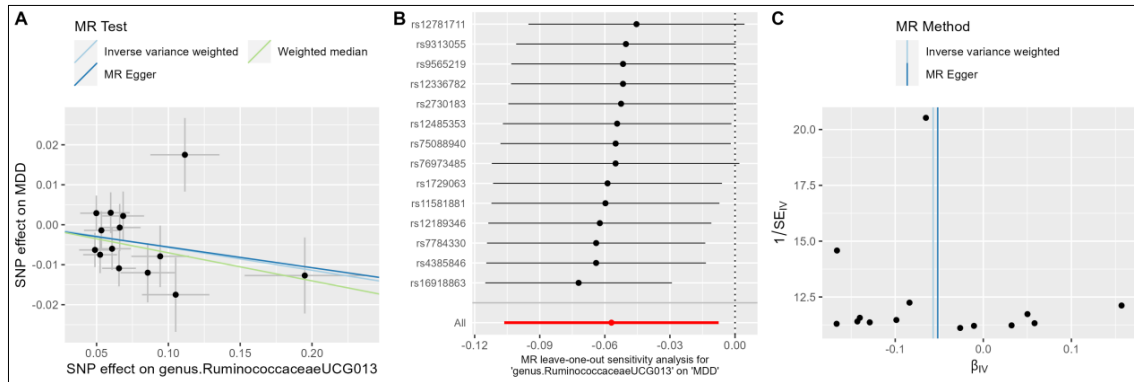 A
MR Test
Inverse variance weighted
Weighted median
MR Egger
SNP effect on MDD
0.02
0.01
0.00
-0.01
-0.02
0.05
0.10
0.15
0.20
SNP effect on genus.RuminococcaceaeUCG013
B
rs12781711
rs9313055
rs9565219
rs12336782
rs2730183
rs12485353
rs75088940
rs76973485
rs1729063
rs11581881
rs12189346
rs7784330
rs4385846
rs16918863
All
-0.12
-0.09
-0.06
-0.03
0.00
MR leave-one-out sensitivity analysis for
'genus.RuminococcaceaeUCG013' on 'MDD'
C
MR Method
Inverse variance weighted
MR Egger
1/SE_IV
20.0
17.5
15.0
12.5
-0.1
0.0
0.1
β_IV